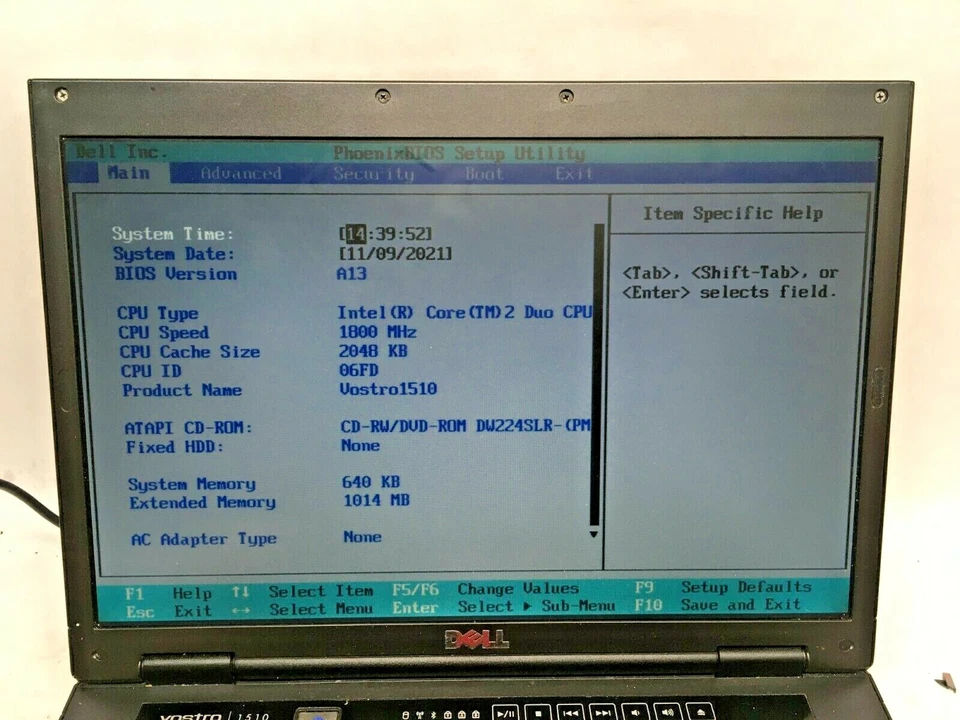 Dell Inc. PhoenixBIOS Setup Utility
Main Advanced Security Boot Exit
Item Specific Help
System Time: [14:39:52]
System Date: [11/09/2021]
BIOS Version A13
<Tab>, <Shift-Tab>, or
<Enter> selects field.
CPU Type Intel(R) Core(TM)2 Duo CPU
CPU Speed 1800 MHz
CPU Cache Size 2048 KB
CPU ID 06FD
Product Name Vostro1510
ATAPI CD-ROM: CD-RW/DVD-ROM DW224SLR-(PM
Fixed HDD: None
System Memory 640 KB
Extended Memory 1014 MB
AC Adapter Type None
F1 Help ↑↓ Select Item F5/F6 Change Values F9 Setup Defaults
Esc Exit ↔ Select Menu Enter Select ▶ Sub-Menu F10 Save and Exit
DELL
vostro | 1510